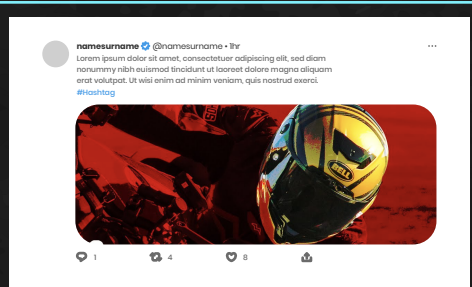 namesurname @namesurname • 1hr
Lorem ipsum dolor sit amet, consectetuer adipiscing elit, sed diam
nonummy nibh euismod tincidunt ut laoreet dolore magna aliquam
erat volutpat. Ut wisi enim ad minim veniam, quis nostrud exerci.
#Hashtag
BELL
1 4 8